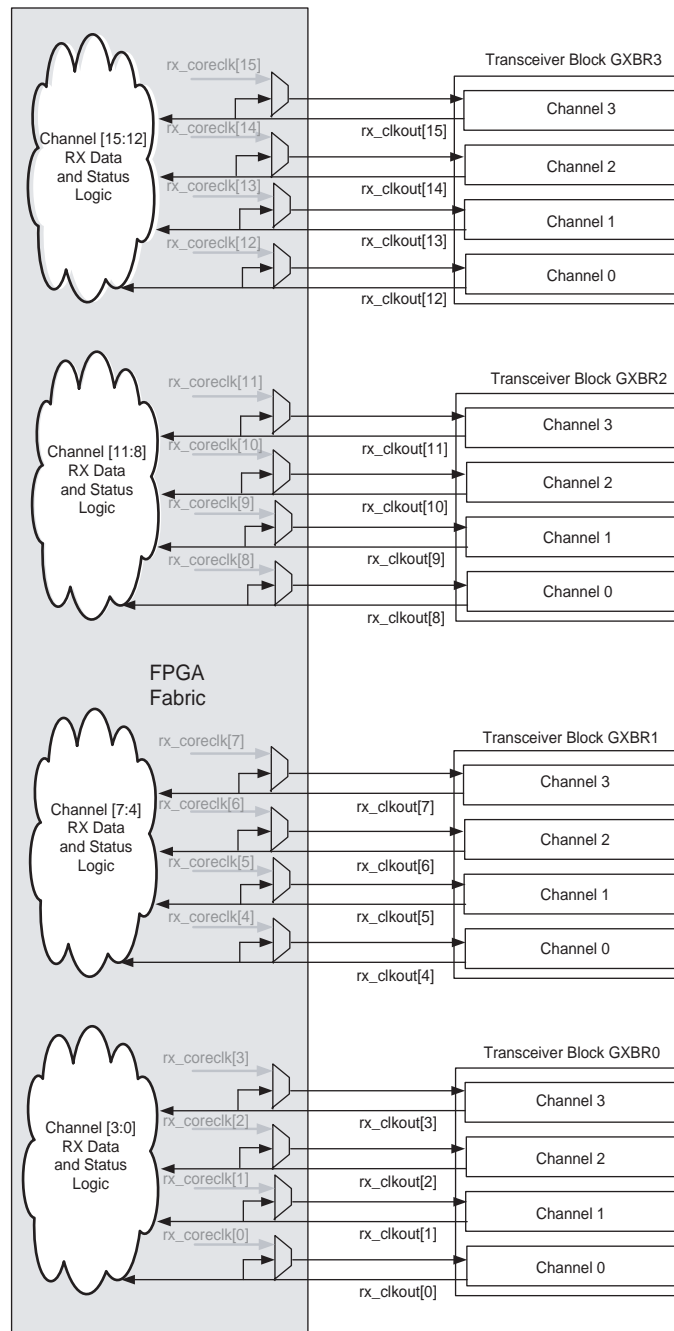 Transceiver Block GXBR3
rx_coreclk[15]
Channel 3
rx_clkout[15]
Channel [15:12]
RX Data
and Status
Logic
rx_coreclk[14]
Channel 2
rx_clkout[14]
rx_coreclk[13]
Channel 1
rx_clkout[13]
rx_coreclk[12]
Channel 0
rx_clkout[12]
Transceiver Block GXBR2
rx_coreclk[11]
Channel 3
rx_clkout[11]
Channel [11:8]
RX Data
and Status
Logic
rx_coreclk[10]
Channel 2
rx_clkout[10]
rx_coreclk[9]
Channel 1
rx_clkout[9]
rx_coreclk[8]
Channel 0
rx_clkout[8]
FPGA
Fabric
Transceiver Block GXBR1
rx_coreclk[7]
Channel 3
rx_clkout[7]
Channel [7:4]
RX Data
and Status
Logic
rx_coreclk[6]
Channel 2
rx_clkout[6]
rx_coreclk[5]
Channel 1
rx_clkout[5]
rx_coreclk[4]
Channel 0
rx_clkout[4]
Transceiver Block GXBR0
rx_coreclk[3]
Channel 3
rx_clkout[3]
Channel [3:0]
RX Data
and Status
Logic
rx_coreclk[2]
Channel 2
rx_clkout[2]
rx_coreclk[1]
Channel 1
rx_clkout[1]
rx_coreclk[0]
Channel 0
rx_clkout[0]